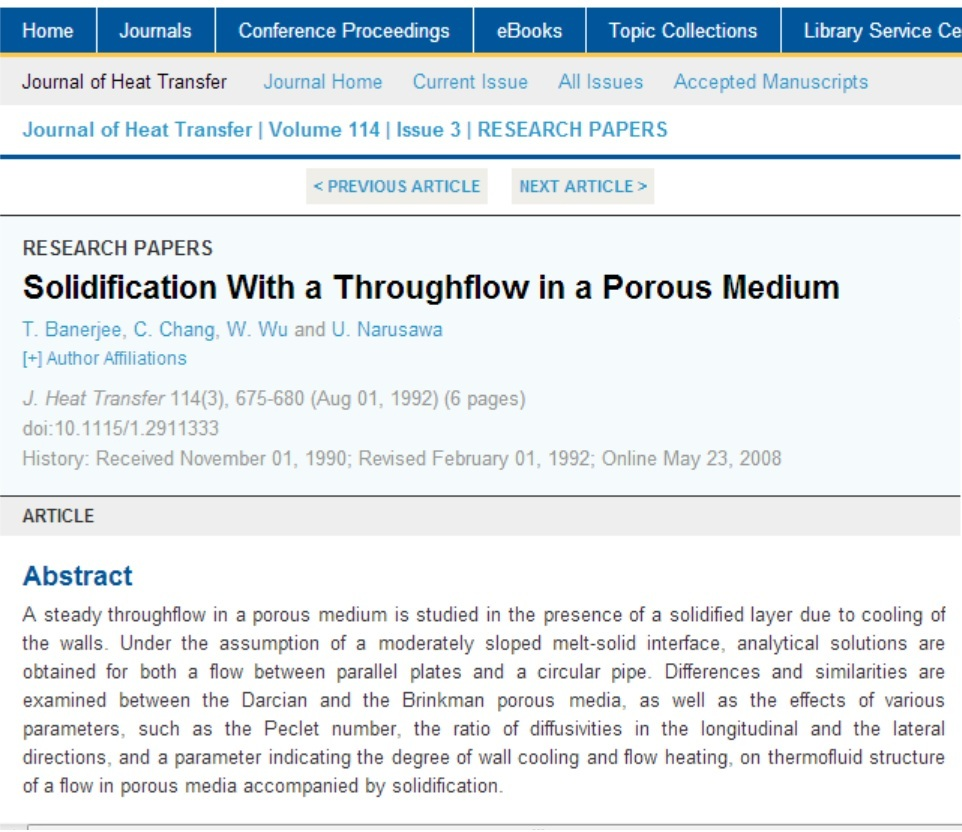 Home Journals Conference Proceedings eBooks Topic Collections Library Service Ce
Journal of Heat Transfer Journal Home Current Issue All Issues Accepted Manuscripts
Journal of Heat Transfer | Volume 114 | Issue 3 | RESEARCH PAPERS
< PREVIOUS ARTICLE NEXT ARTICLE >
RESEARCH PAPERS
Solidification With a Throughflow in a Porous Medium
T. Banerjee, C. Chang, W. Wu and U. Narusawa
[+] Author Affiliations
J. Heat Transfer 114(3), 675-680 (Aug 01, 1992) (6 pages)
doi:10.1115/1.2911333
History: Received November 01, 1990; Revised February 01, 1992; Online May 23, 2008
ARTICLE
Abstract
A steady throughflow in a porous medium is studied in the presence of a solidified layer due to cooling of
the walls. Under the assumption of a moderately sloped melt-solid interface, analytical solutions are
obtained for both a flow between parallel plates and a circular pipe. Differences and similarities are
examined between the Darcian and the Brinkman porous media, as well as the effects of various
parameters, such as the Peclet number, the ratio of diffusivities in the longitudinal and the lateral
directions, and a parameter indicating the degree of wall cooling and flow heating, on thermofluid structure
of a flow in porous media accompanied by solidification.